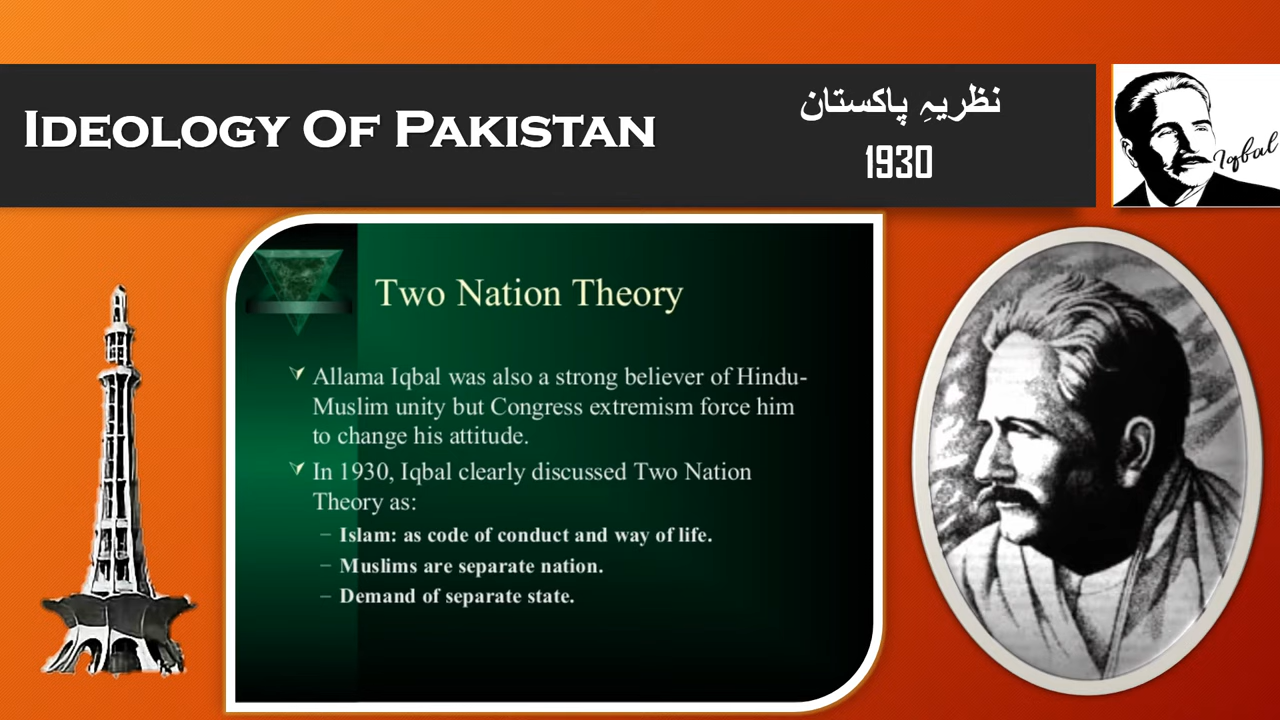 IDEOLOGY OF PAKISTAN
نظریہِ پاکستان
1930
Iqbal
Two Nation Theory
Allama Iqbal was also a strong believer of Hindu-
Muslim unity but Congress extremism force him
to change his attitude.
In 1930, Iqbal clearly discussed Two Nation
Theory as:
– Islam: as code of conduct and way of life.
– Muslims are separate nation.
– Demand of separate state.